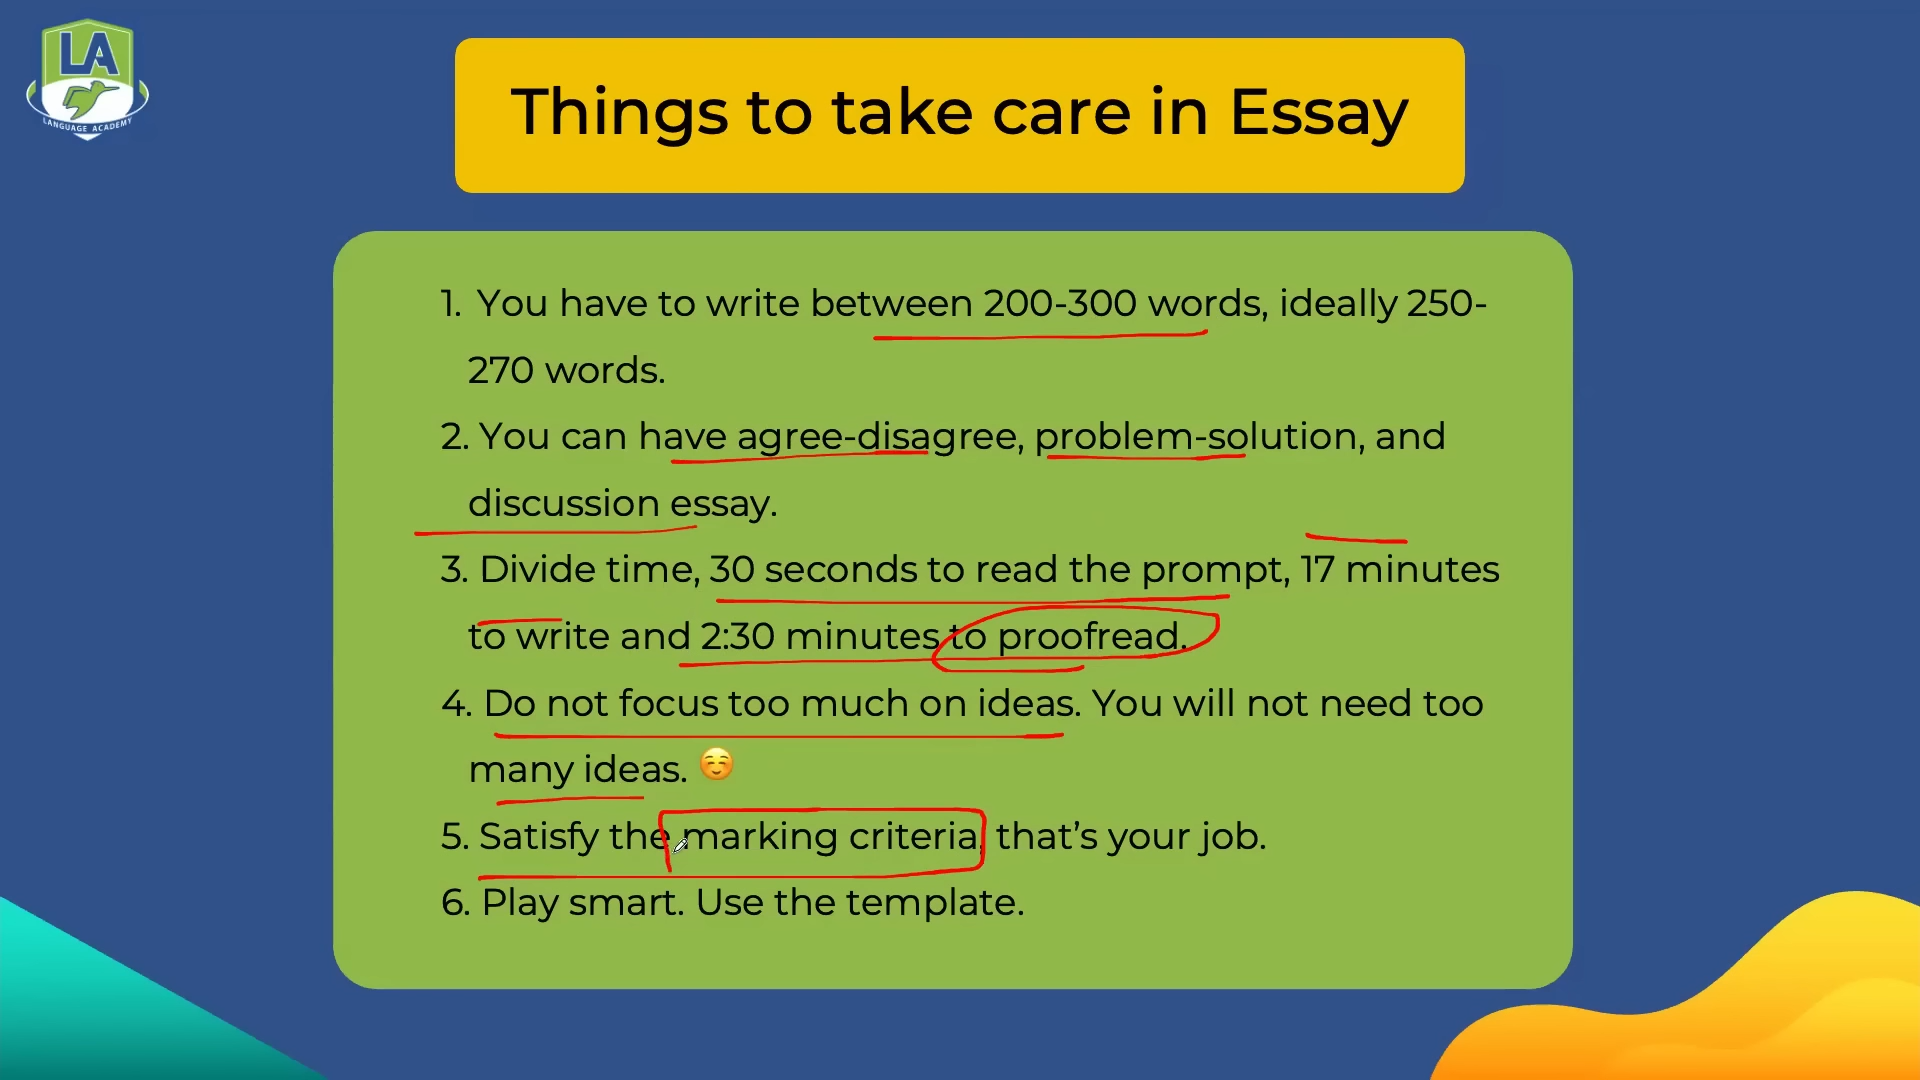 LA
LANGUAGE ACADEMY
Things to take care in Essay
1. You have to write between 200-300 words, ideally 250-
270 words.
2. You can have agree-disagree, problem-solution, and
discussion essay.
3. Divide time, 30 seconds to read the prompt, 17 minutes
to write and 2:30 minutes to proofread.
4. Do not focus too much on ideas. You will not need too
many ideas. ☺️
5. Satisfy the marking criteria, that’s your job.
6. Play smart. Use the template.